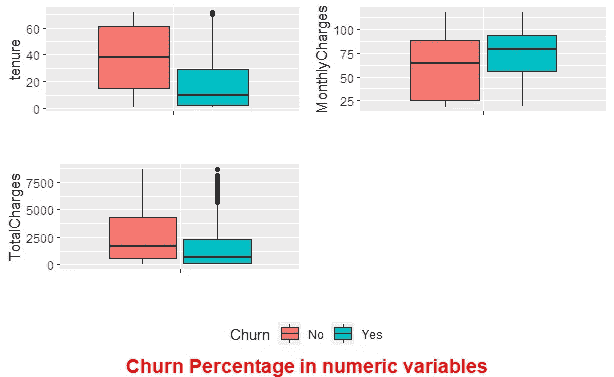 tenure
60
40
20
0
MonthlyCharges
100
75
50
25
TotalCharges
7500
5000
2500
0
Churn No Yes
Churn Percentage in numeric variables